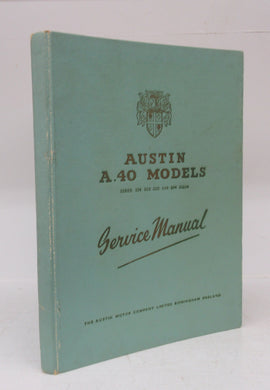 AUSTIN
A.40 MODELS
Service Manual
THE AUSTIN MOTOR COMPANY LIMITED BIRMINGHAM ENGLAND